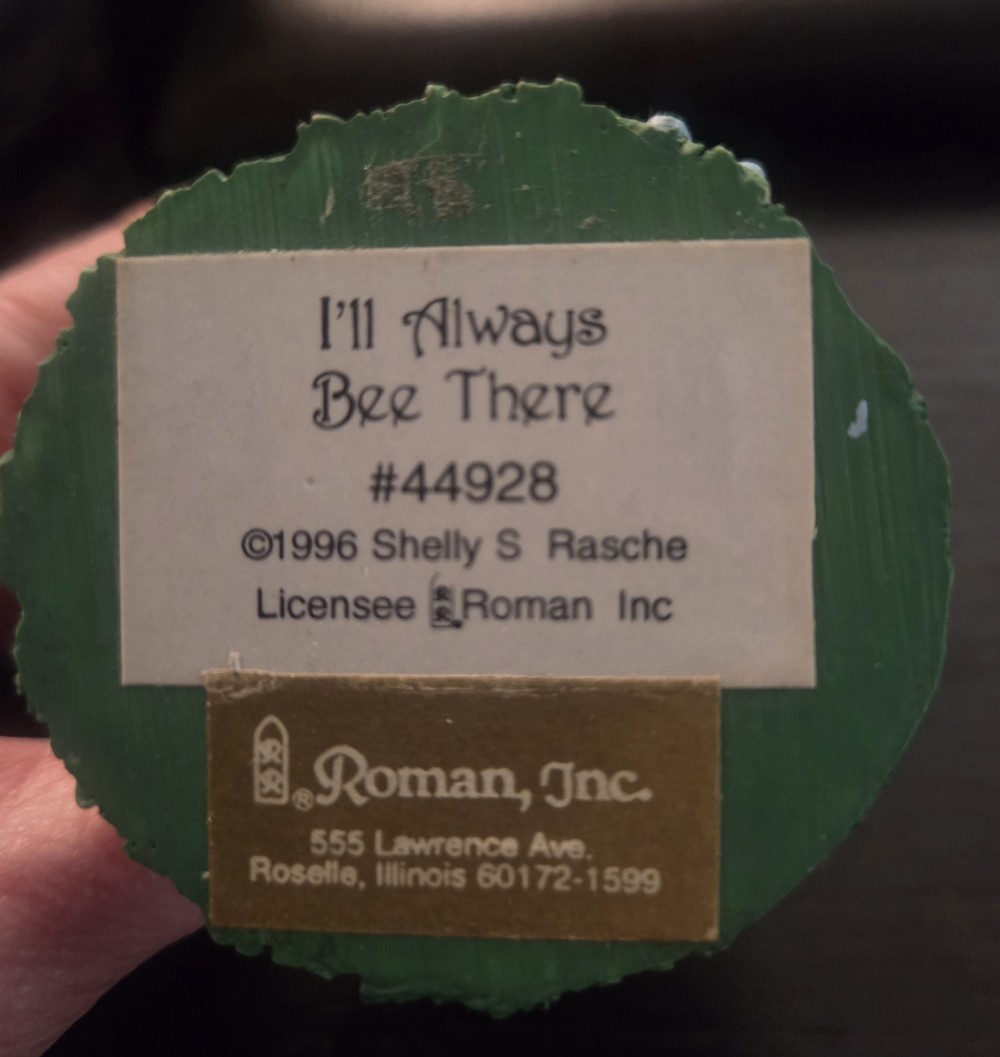 I'll Always
Bee There
#44928
©1996 Shelly S Rasche
Licensee Roman Inc
® Roman, Inc.
555 Lawrence Ave.
Roselle, Illinois 60172-1599